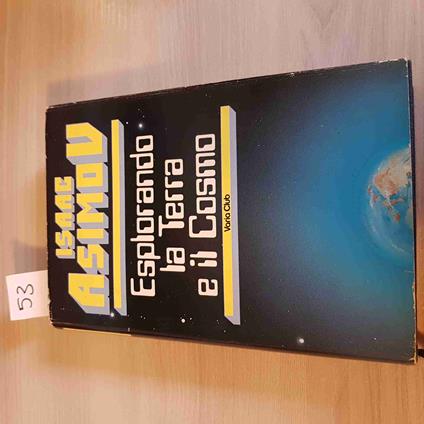 ISAAC
ASIMOV
Esplorando
la Terra
e il Cosmo
Varia Club
53